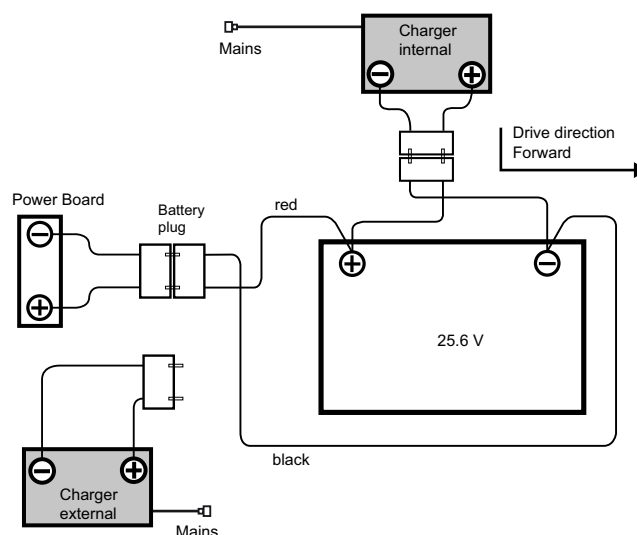 Charger
internal
Mains
Drive direction
Forward
Power Board
Battery
plug
red
25.6 V
black
Charger
external
Mains